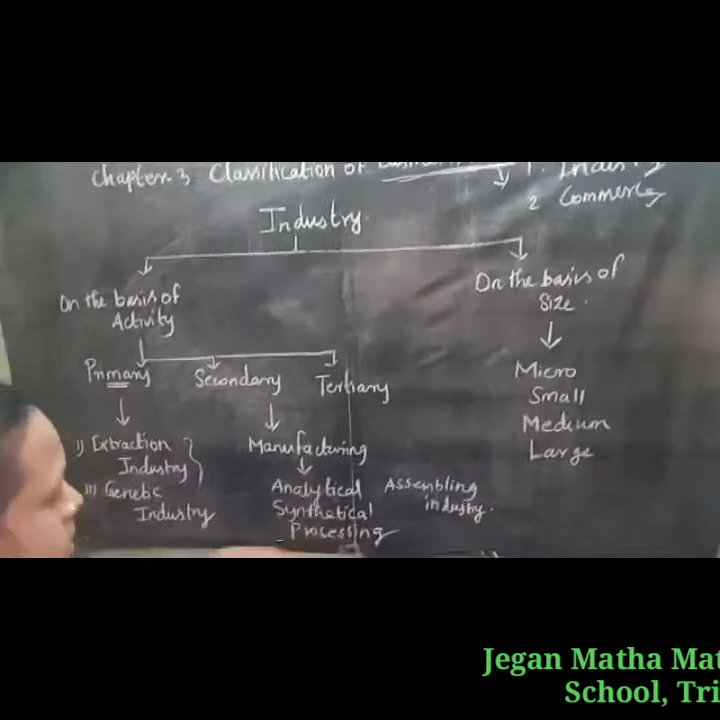 Chapter-3 Classification of
1. Industry
2 Commerce
Industry.
On the basis of
Activity
On the basis of
Size.
Primary Secondary Tertiary
Micro
Small
Medium
Large
i) Extraction
Industry
ii) Genetic
Industry
Manufacturing
Analytical
Synthetical
Processing
Assembling
industry.
Jegan Matha Mat
School, Tri